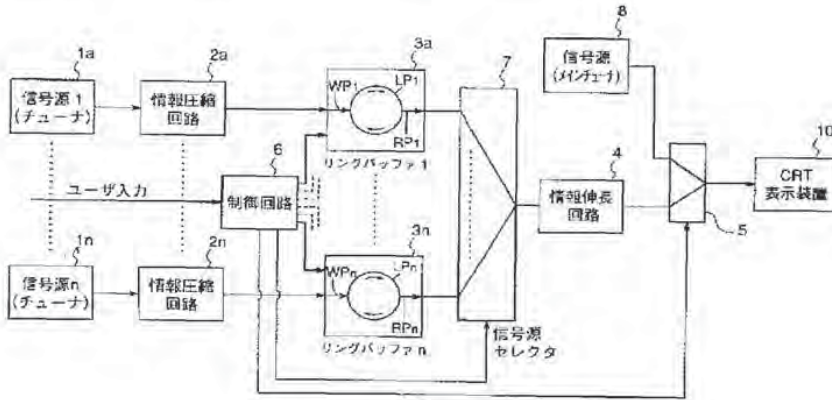 1a
信号源1
(チューナ)
2a
情報圧縮
回路
3a
WP1
LP1
RP1
リングバッファ1
7
8
信号源
(メインチューナ)
6
制御回路
ユーザ入力
4
情報伸長
回路
5
10
CRT
表示装置
1n
信号源n
(チューナ)
2n
情報圧縮
回路
3n
WPn
LPn
RPn
リングバッファn
信号源
セレクタ